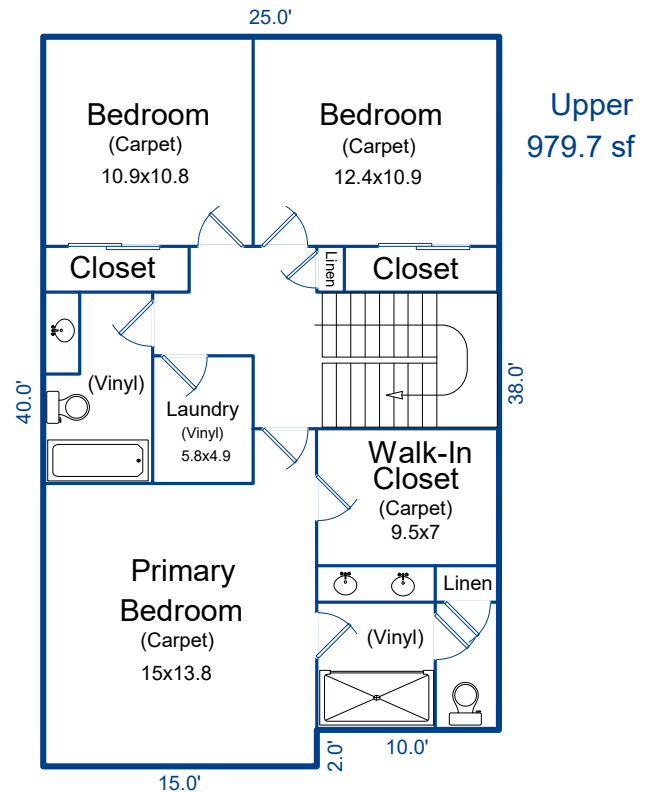 25.0'
Upper
979.7 sf
Bedroom
(Carpet)
10.9x10.8
Bedroom
(Carpet)
12.4x10.9
Closet
Linen
Closet
40.0'
38.0'
(Vinyl)
Laundry
(Vinyl)
5.8x4.9
Walk-In
Closet
(Carpet)
9.5x7
Primary
Bedroom
(Carpet)
15x13.8
Linen
(Vinyl)
2.0'
10.0'
15.0'